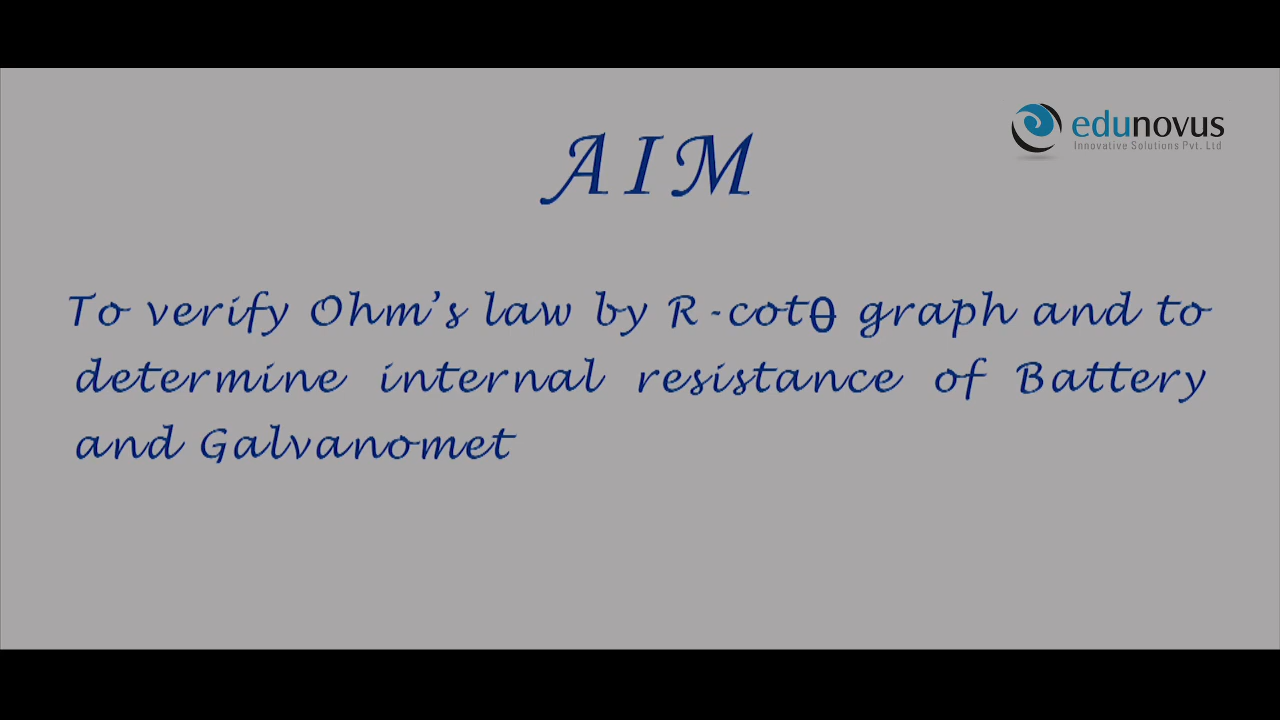 edunovus
Innovative Solutions Pvt. Ltd
AIM
To verify Ohm's law by R-cotθ graph and to
determine internal resistance of Battery
and Galvanomet